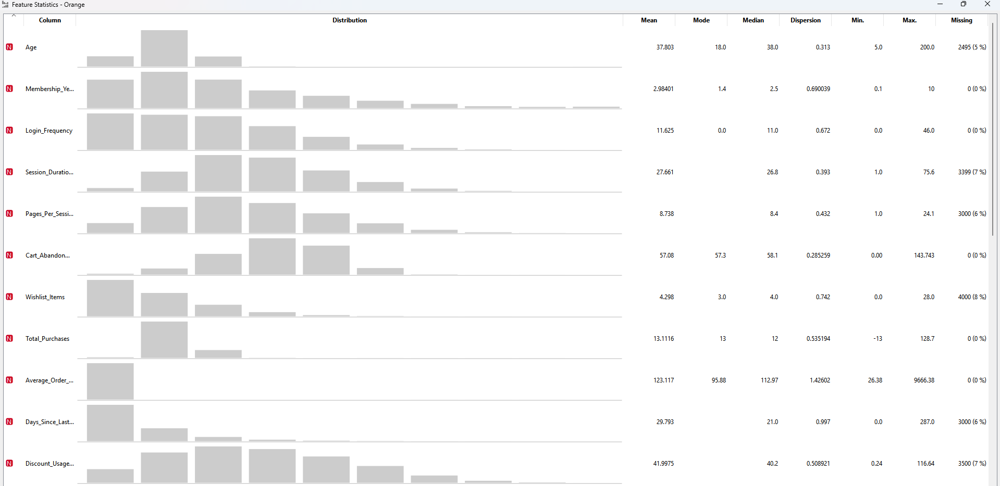 Feature Statistics - Orange
Column Distribution Mean Mode Median Dispersion Min. Max. Missing
N Age 37.803 18.0 38.0 0.313 5.0 200.0 2495 (5 %)
N Membership_Ye... 2.98401 1.4 2.5 0.690039 0.1 10 0 (0 %)
N Login_Frequency 11.625 0.0 11.0 0.672 0.0 46.0 0 (0 %)
N Session_Duratio... 27.661 26.8 0.393 1.0 75.6 3399 (7 %)
N Pages_Per_Sessi... 8.738 8.4 0.432 1.0 24.1 3000 (6 %)
N Cart_Abandon... 57.08 57.3 58.1 0.285259 0.00 143.743 0 (0 %)
N Wishlist_Items 4.298 3.0 4.0 0.742 0.0 28.0 4000 (8 %)
N Total_Purchases 13.1116 13 12 0.535194 -13 128.7 0 (0 %)
N Average_Order_... 123.117 95.88 112.97 1.42602 26.38 9666.38 0 (0 %)
N Days_Since_Last... 29.793 21.0 0.997 0.0 287.0 3000 (6 %)
N Discount_Usage... 41.9975 40.2 0.508921 0.24 116.64 3500 (7 %)